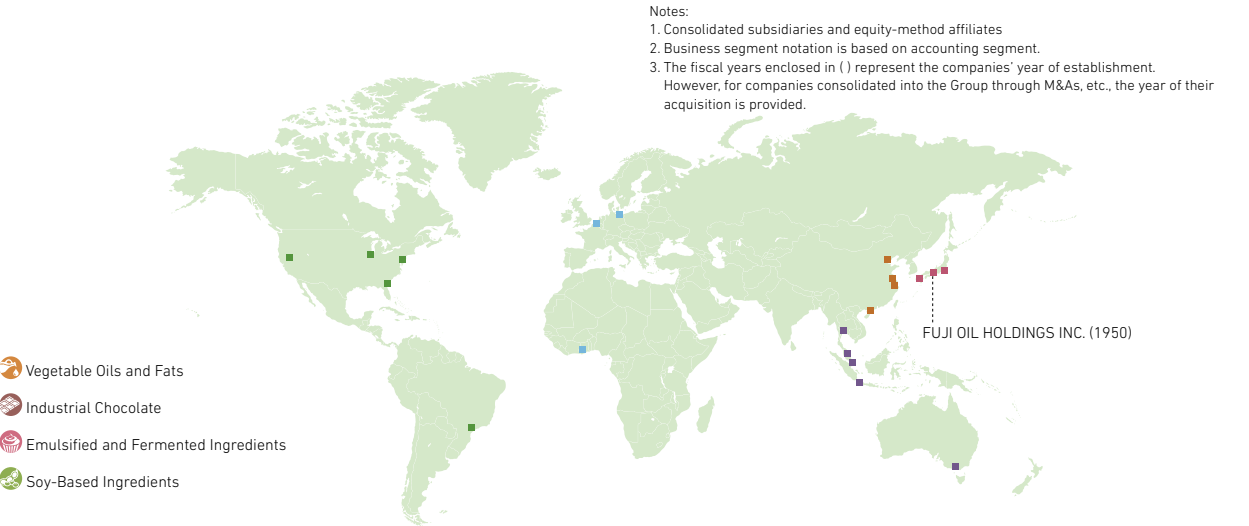 Notes:
1. Consolidated subsidiaries and equity-method affiliates
2. Business segment notation is based on accounting segment.
3. The fiscal years enclosed in ( ) represent the companies’ year of establishment.
However, for companies consolidated into the Group through M&As, etc., the year of their
acquisition is provided.
FUJI OIL HOLDINGS INC. (1950)
Vegetable Oils and Fats
Industrial Chocolate
Emulsified and Fermented Ingredients
Soy-Based Ingredients